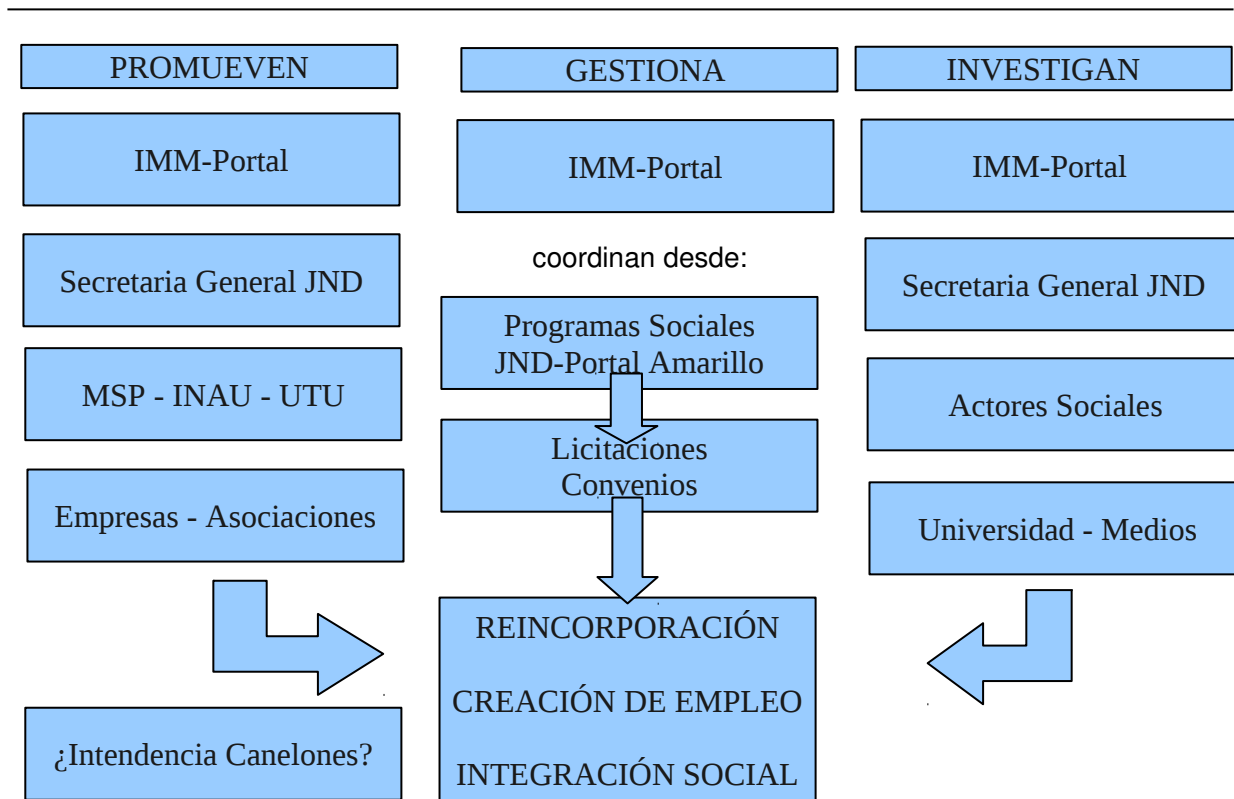 PROMUEVEN
IMM-Portal
Secretaria General JND
MSP - INAU - UTU
Empresas - Asociaciones
¿Intendencia Canelones?
GESTIONA
IMM-Portal
coordinan desde:
Programas Sociales
JND-Portal Amarillo
Licitaciones
Convenios
REINCORPORACIÓN
CREACIÓN DE EMPLEO
INTEGRACIÓN SOCIAL
INVESTIGAN
IMM-Portal
Secretaria General JND
Actores Sociales
Universidad - Medios